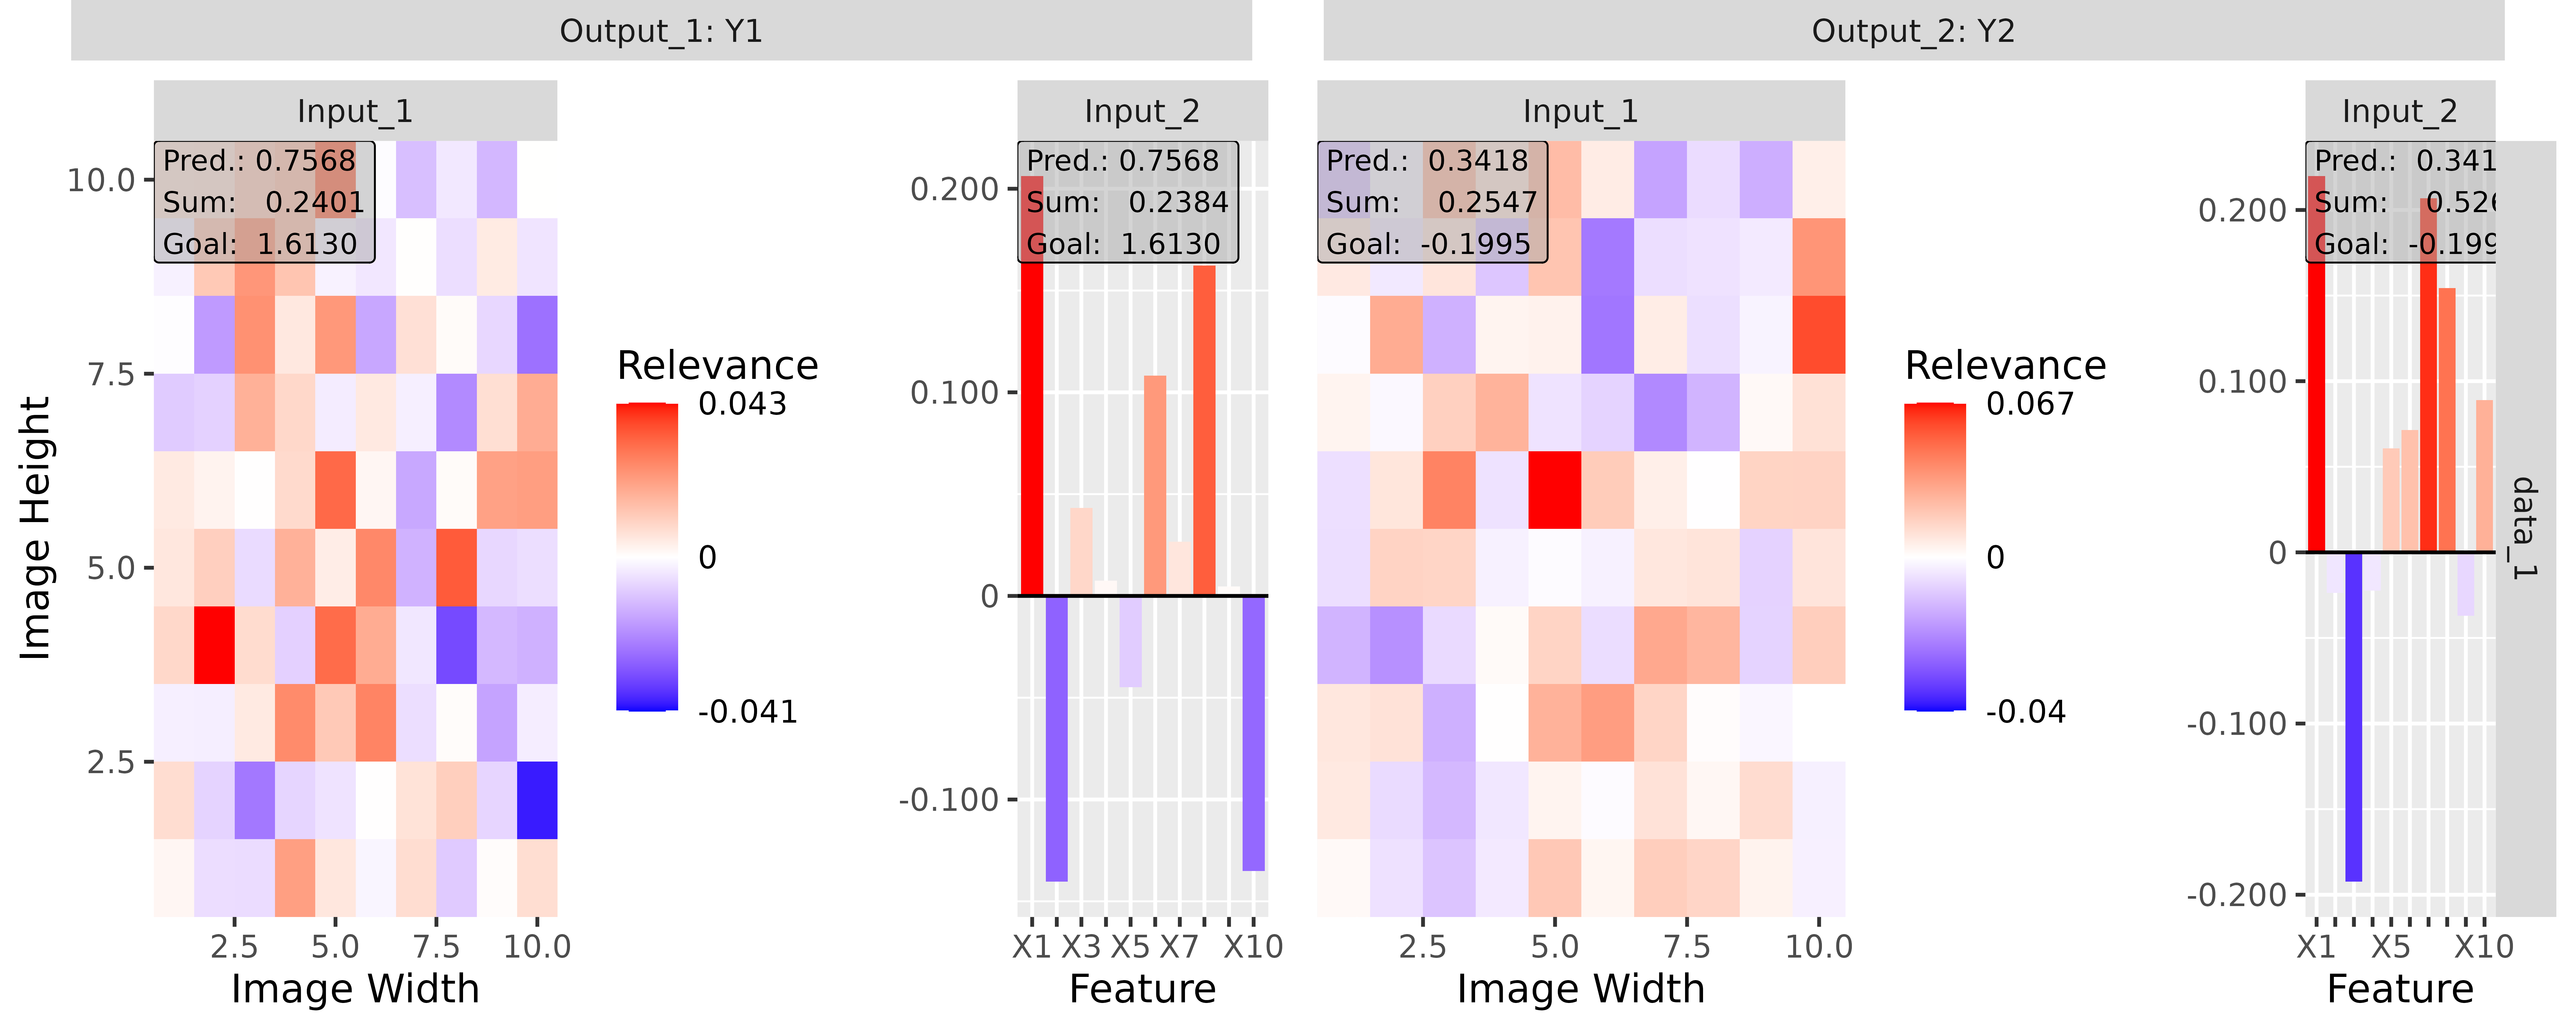 Output_1: Y1
Output_2: Y2
Input_1
Input_2
Input_1
Input_2
Pred.: 0.7568
Sum: 0.2401
Goal: 1.6130
Pred.: 0.7568
Sum: 0.2384
Goal: 1.6130
Pred.: 0.3418
Sum: 0.2547
Goal: -0.1995
Pred.: 0.341
Sum: 0.526
Goal: -0.199
Image Height
10.0
7.5
5.0
2.5
2.5 5.0 7.5 10.0
Image Width
Relevance
0.043
0
-0.041
0.200
0.100
0
-0.100
X1 X3 X5 X7 X10
Feature
2.5 5.0 7.5 10.0
Image Width
Relevance
0.067
0
-0.04
0.200
0.100
0
-0.100
-0.200
X1 X5 X10
Feature
data_1